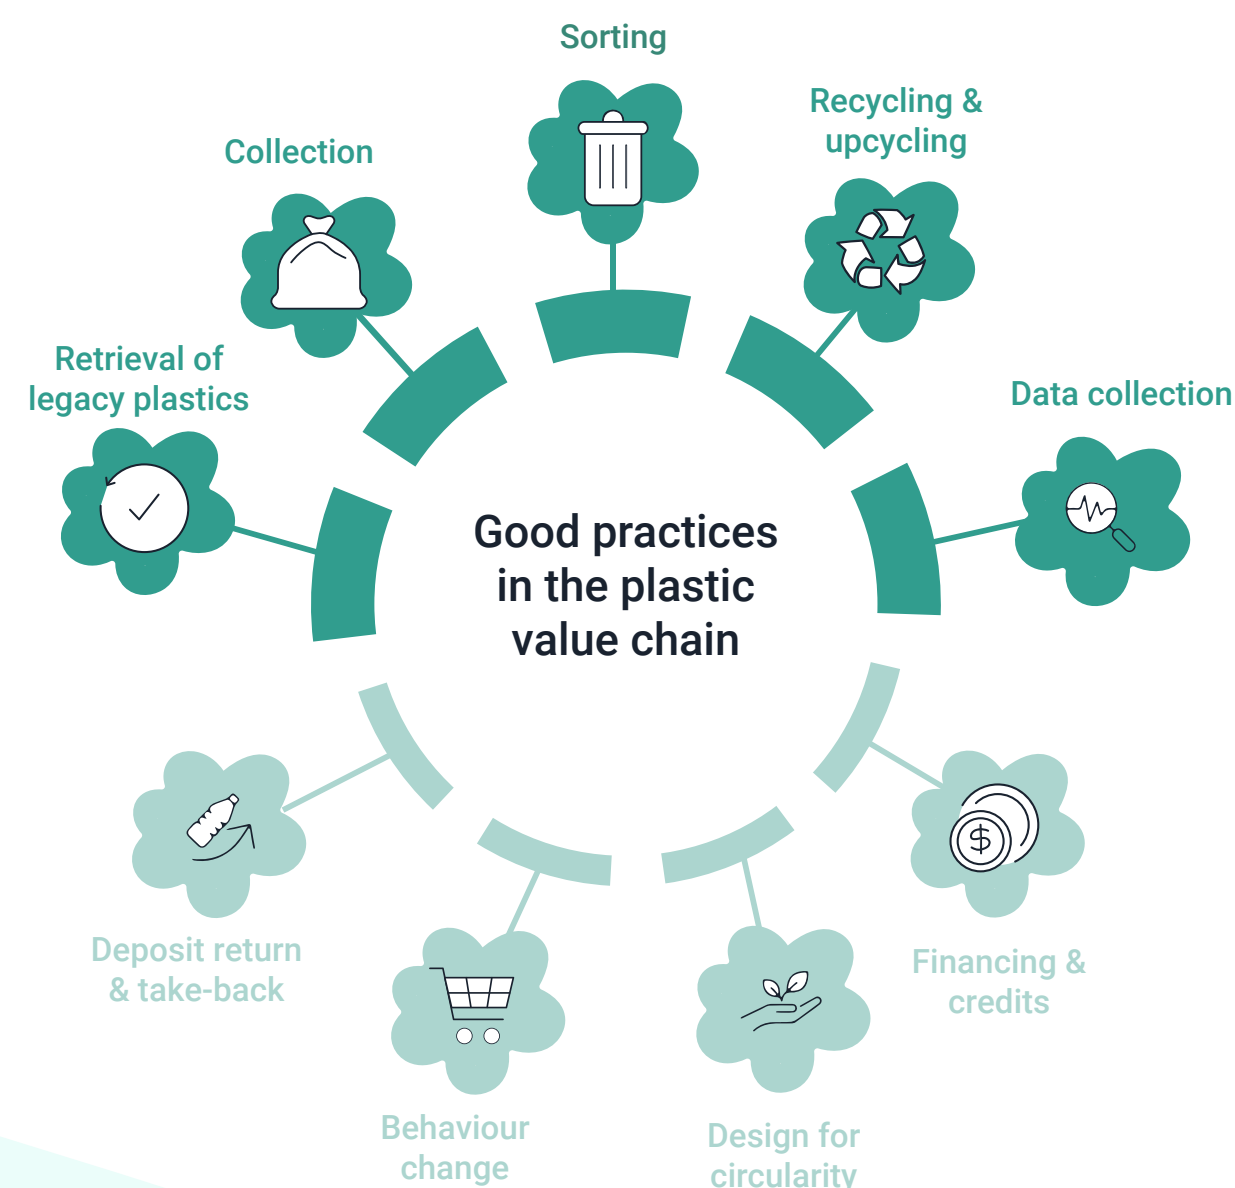 Sorting
Recycling &
upcycling
Collection
Retrieval of
legacy plastics
Data collection
Good practices
in the plastic
value chain
Deposit return
& take-back
Financing &
credits
Behaviour
change
Design for
circularity
$